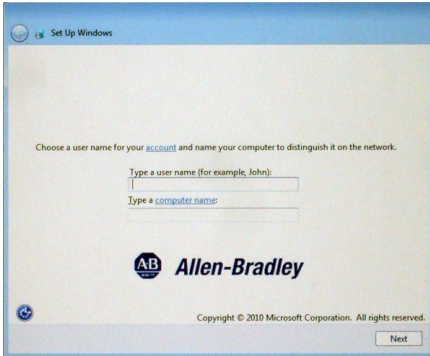 Set Up Windows
Choose a user name for your account and name your computer to distinguish it on the network.
Type a user name (for example, John):
Type a computer name:
AB
Allen-Bradley
Copyright © 2010 Microsoft Corporation. All rights reserved.
Next